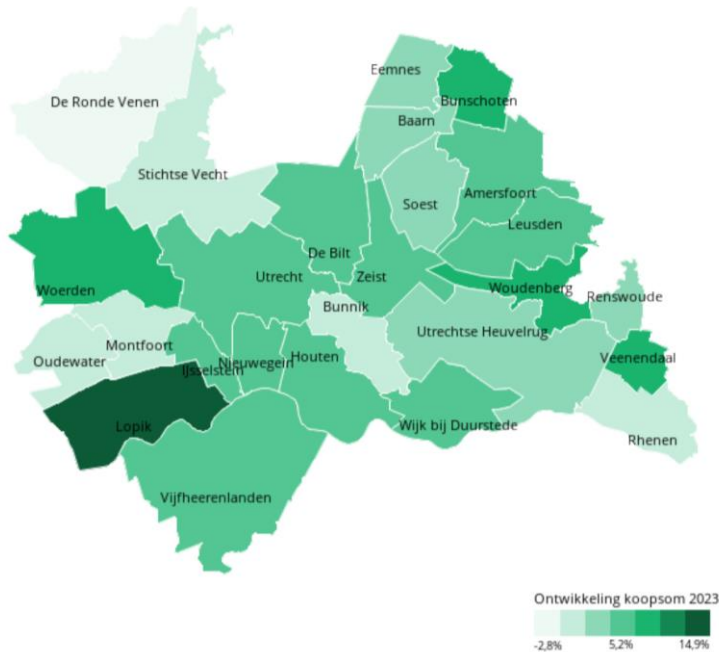 Eemnes
De Ronde Venen
Bunschoten
Baarn
Stichtse Vecht
Amersfoort
Soest
Leusden
De Bilt
Utrecht
Zeist
Woerden
Woudenberg
Renswoude
Bunnik
Utrechtse Heuvelrug
Montfoort
Oudewater
Nieuwegein
Houten
Veenendaal
IJsselstein
Lopik
Wijk bij Duurstede
Rhenen
Vijfheerenlanden
Ontwikkeling koopsom 2023
-2,8% 5,2% 14,9%